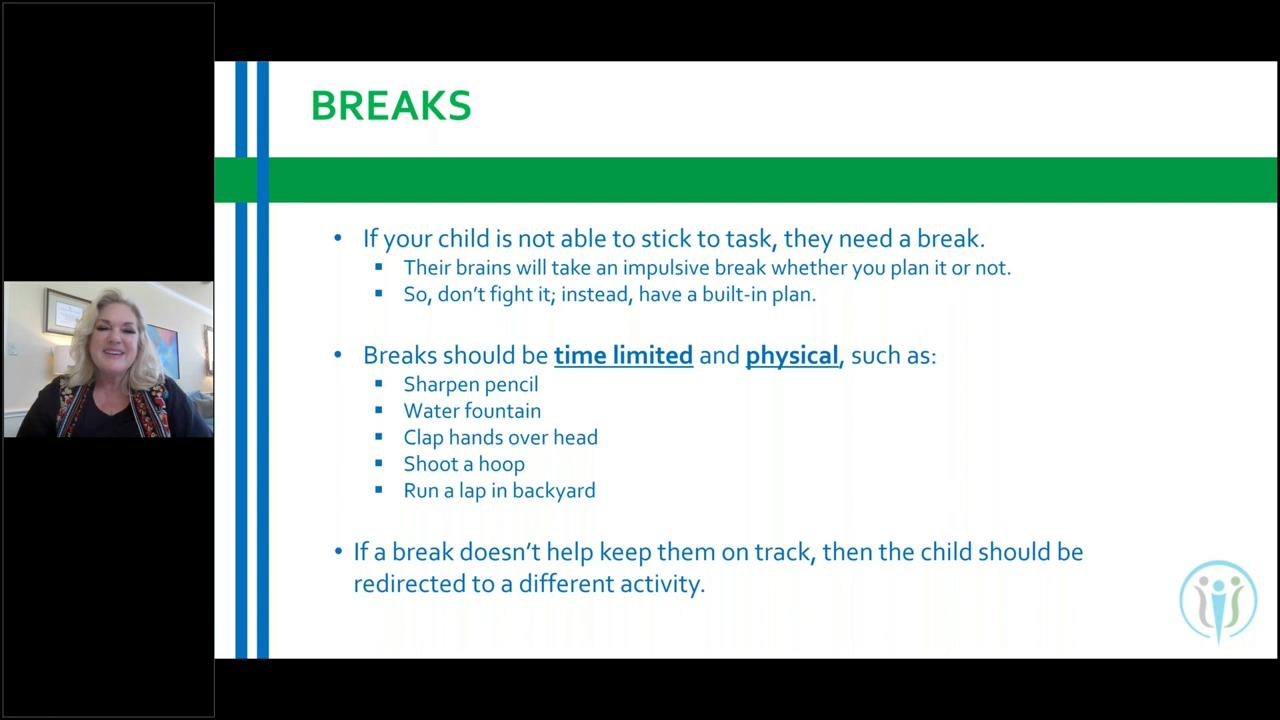 BREAKS
• If your child is not able to stick to task, they need a break.
▪ Their brains will take an impulsive break whether you plan it or not.
▪ So, don’t fight it; instead, have a built-in plan.
• Breaks should be time limited and physical, such as:
▪ Sharpen pencil
▪ Water fountain
▪ Clap hands over head
▪ Shoot a hoop
▪ Run a lap in backyard
• If a break doesn’t help keep them on track, then the child should be
redirected to a different activity.